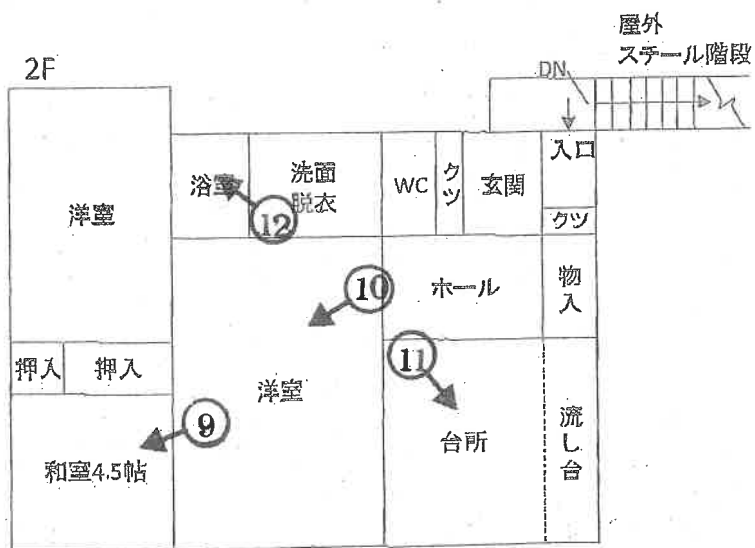 屋外
スチール階段
2F
DN
入口
浴室
洗面
脱衣
WC
クツ
玄関
クツ
洋室
12
10
ホール
物入
11
押入
押入
洋室
9
台所
流し台
和室4.5帖